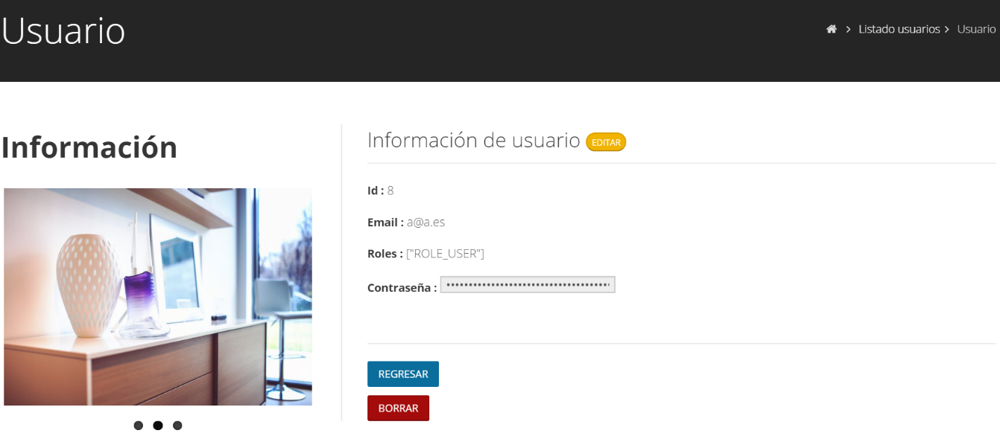 Usuario
Listado usuarios
Usuario
Información
Información de usuario EDITAR
Id : 8
Email : a@a.es
Roles : ["ROLE_USER"]
Contraseña : ••••••••••••••••••••••••••••••••••••••
REGRESAR
BORRAR